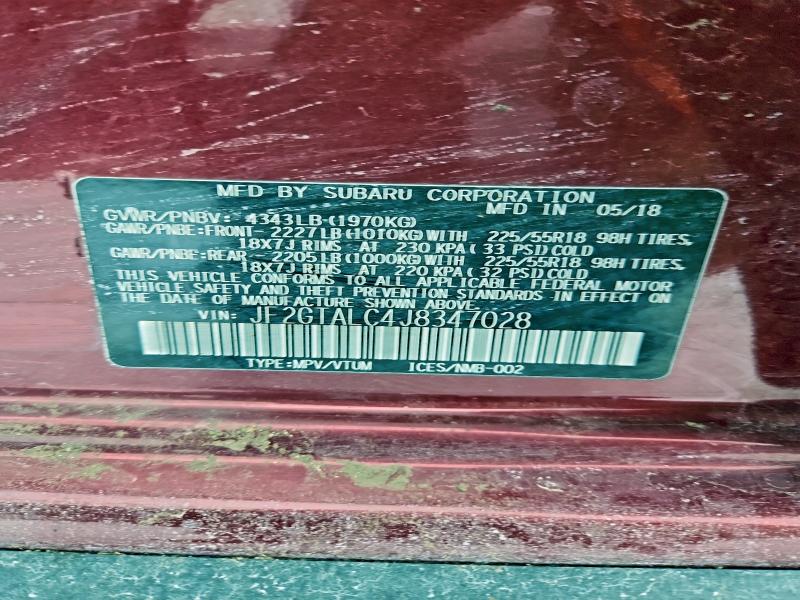 MFD BY SUBARU CORPORATION
MFD IN 05/18
GVWR/PNBV: 4343LB(1970KG)
GAWR/PNBE:FRONT-2227LB(1010KG)WITH 225/55R18 98H TIRES,
18X7J RIMS AT 230 KPA( 33 PSI)COLD
GAWR/PNBE:REAR -2205LB(1000KG)WITH 225/55R18 98H TIRES,
18X7J RIMS AT 220 KPA( 32 PSI)COLD
THIS VEHICLE CONFORMS TO ALL APPLICABLE FEDERAL MOTOR
VEHICLE SAFETY AND THEFT PREVENTION STANDARDS IN EFFECT ON
THE DATE OF MANUFACTURE SHOWN ABOVE.
VIN: JF2GTALC4J8347028
TYPE:MPV/VTUM ICES/NMB-002